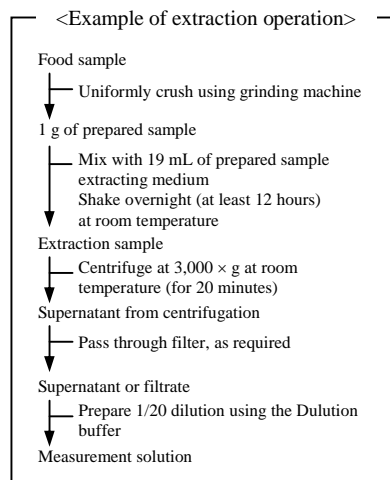 <Example of extraction operation>
Food sample
Uniformly crush using grinding machine
1 g of prepared sample
Mix with 19 mL of prepared sample
extracting medium
Shake overnight (at least 12 hours)
at room temperature
Extraction sample
Centrifuge at 3,000 × g at room
temperature (for 20 minutes)
Supernatant from centrifugation
Pass through filter, as required
Supernatant or filtrate
Prepare 1/20 dilution using the Dulution
buffer
Measurement solution